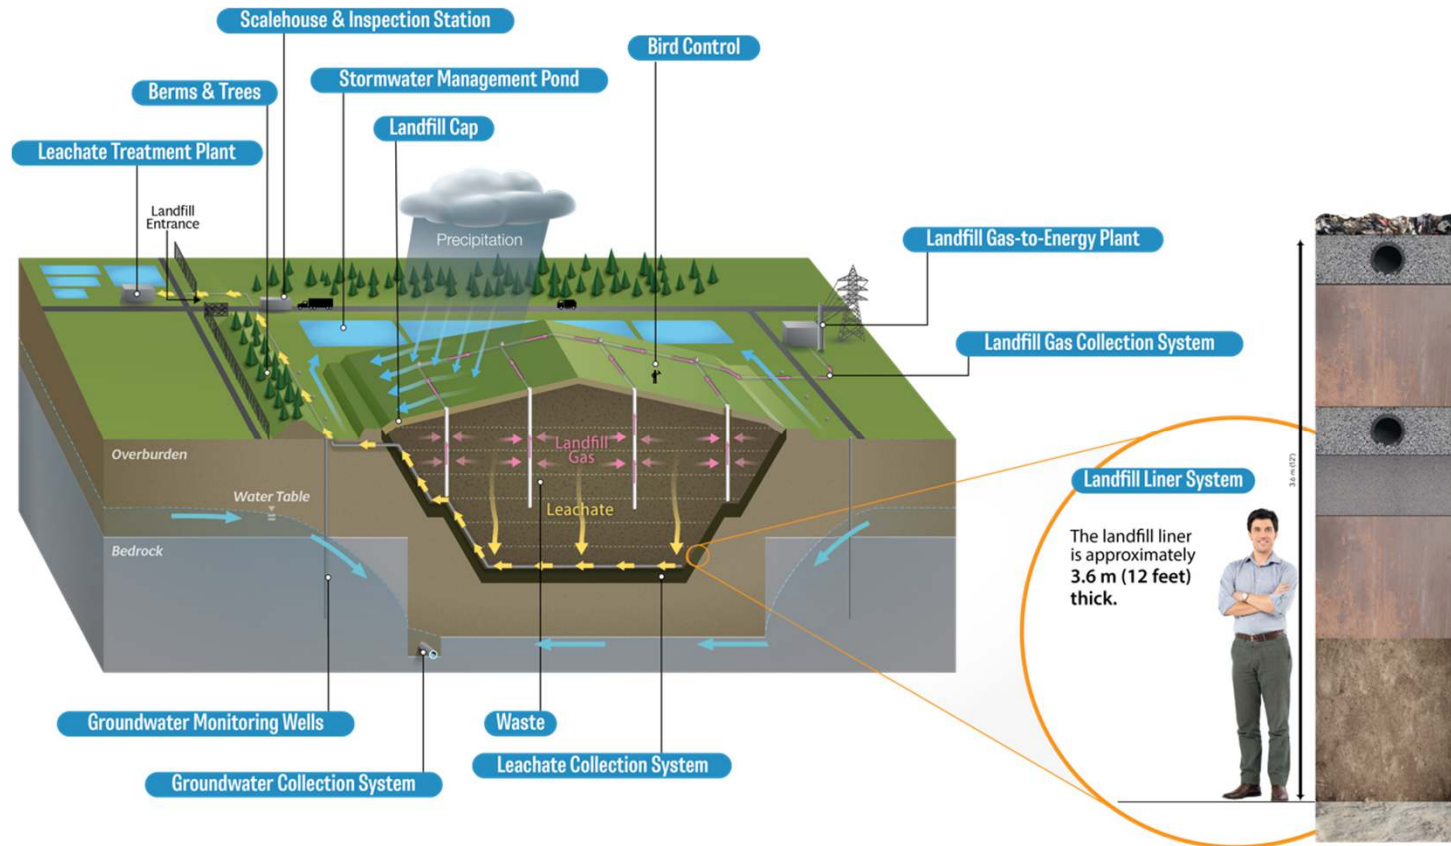 Scalehouse & Inspection Station
Bird Control
Stormwater Management Pond
Berms & Trees
Landfill Cap
Leachate Treatment Plant
Landfill
Entrance
Precipitation
Landfill Gas-to-Energy Plant
Landfill Gas Collection System
Overburden
Landfill
Gas
Water Table
Leachate
Bedrock
3.6 m (12')
Landfill Liner System
The landfill liner
is approximately
3.6 m (12 feet)
thick.
Groundwater Monitoring Wells
Waste
Leachate Collection System
Groundwater Collection System